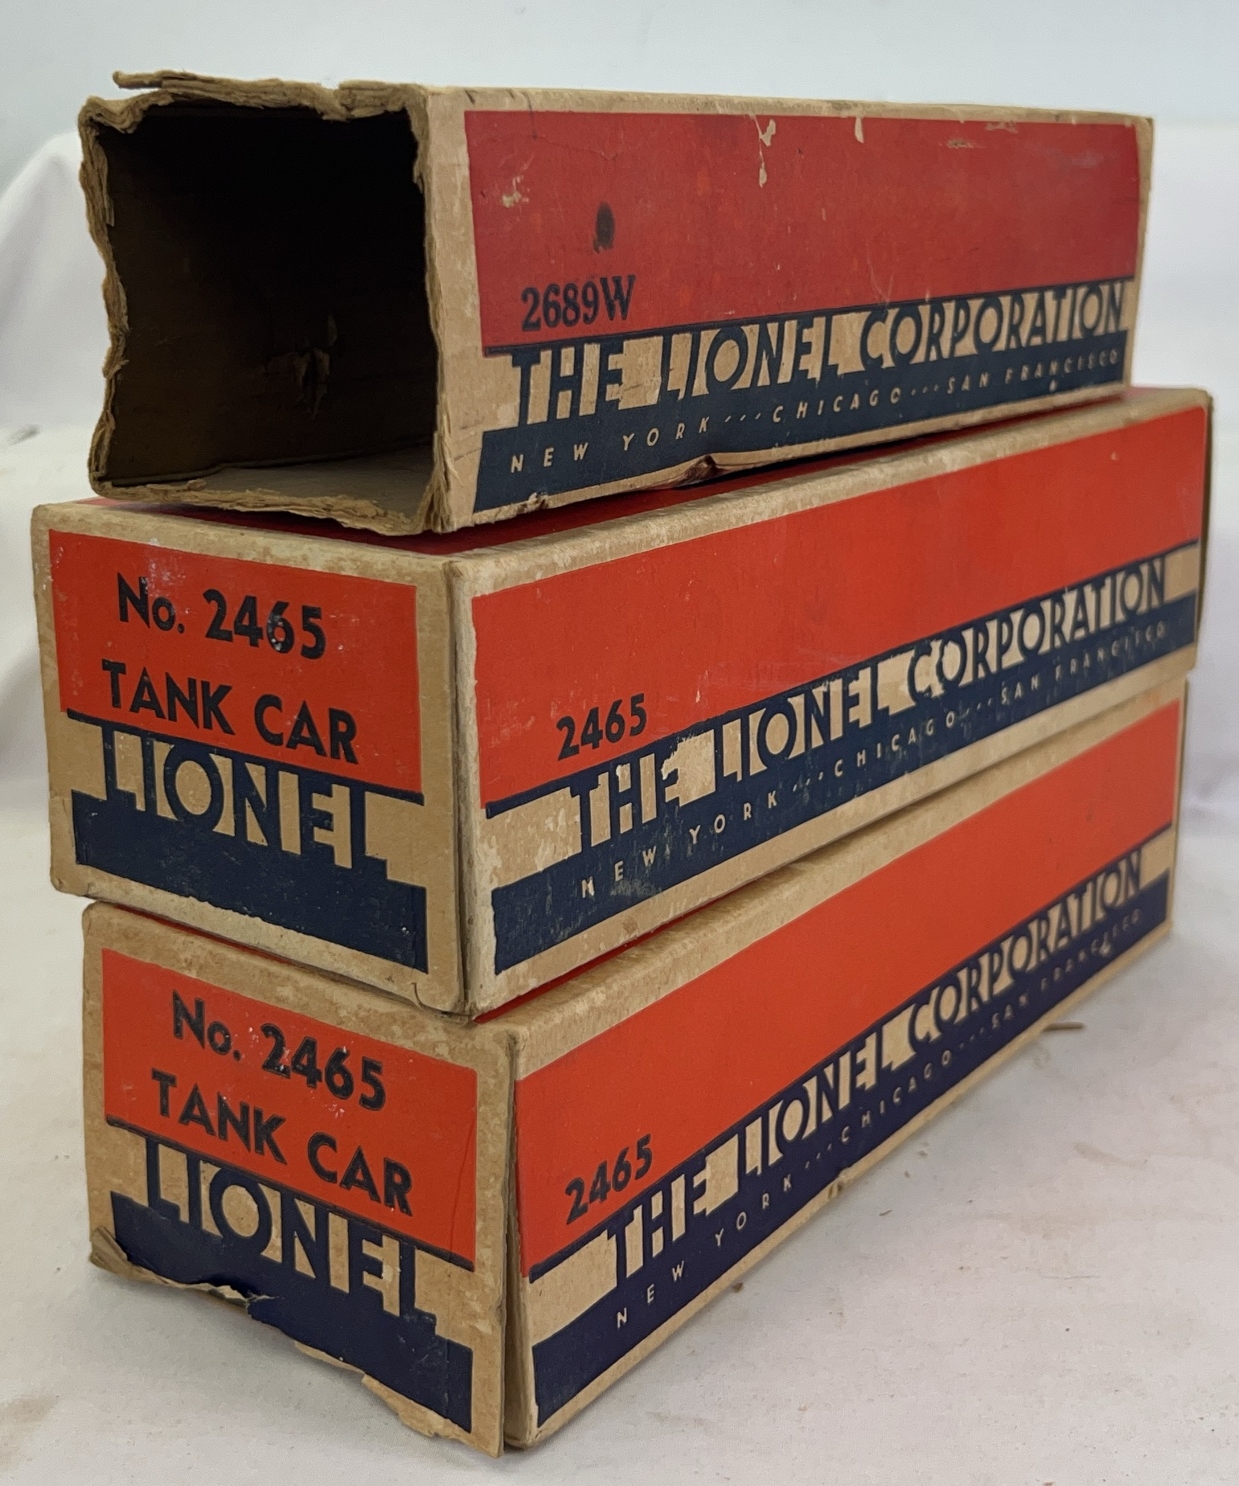 2689W
THE LIONEL CORPORATION
NEW YORK···CHICAGO···SAN FRANCISCO
No. 2465
TANK CAR
LIONEL
2465
THE LIONEL CORPORATION
NEW YORK···CHICAGO···SAN FRANCISCO
No. 2465
TANK CAR
LIONEL
2465
THE LIONEL CORPORATION
NEW YORK···CHICAGO···SAN FRANCISCO